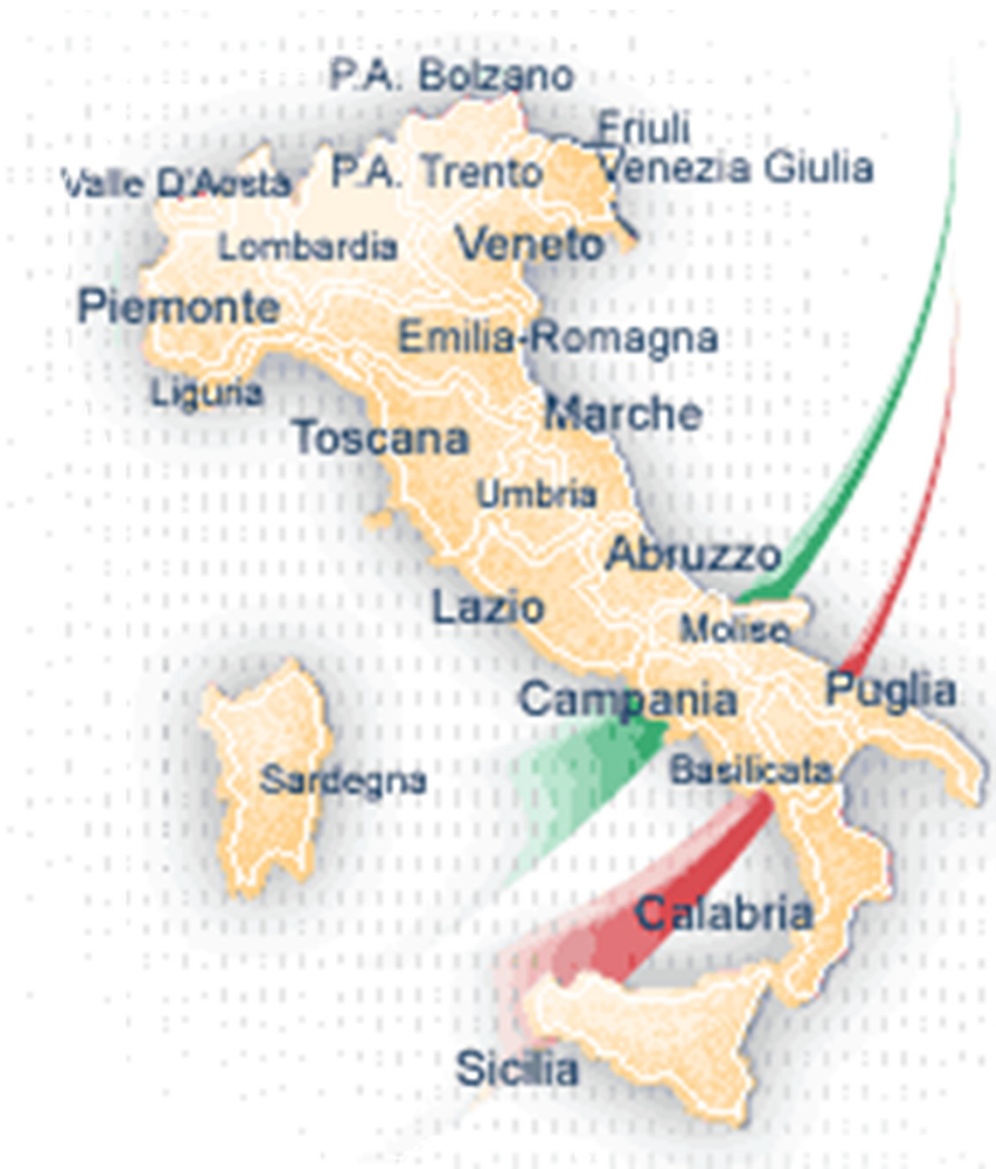 P.A. Bolzano
Friuli
Venezia Giulia
P.A. Trento
Valle D'Aosta
Lombardia
Veneto
Piemonte
Emilia-Romagna
Liguria
Marche
Toscana
Umbria
Abruzzo
Lazio
Molise
Puglia
Campania
Basilicata
Sardegna
Calabria
Sicilia